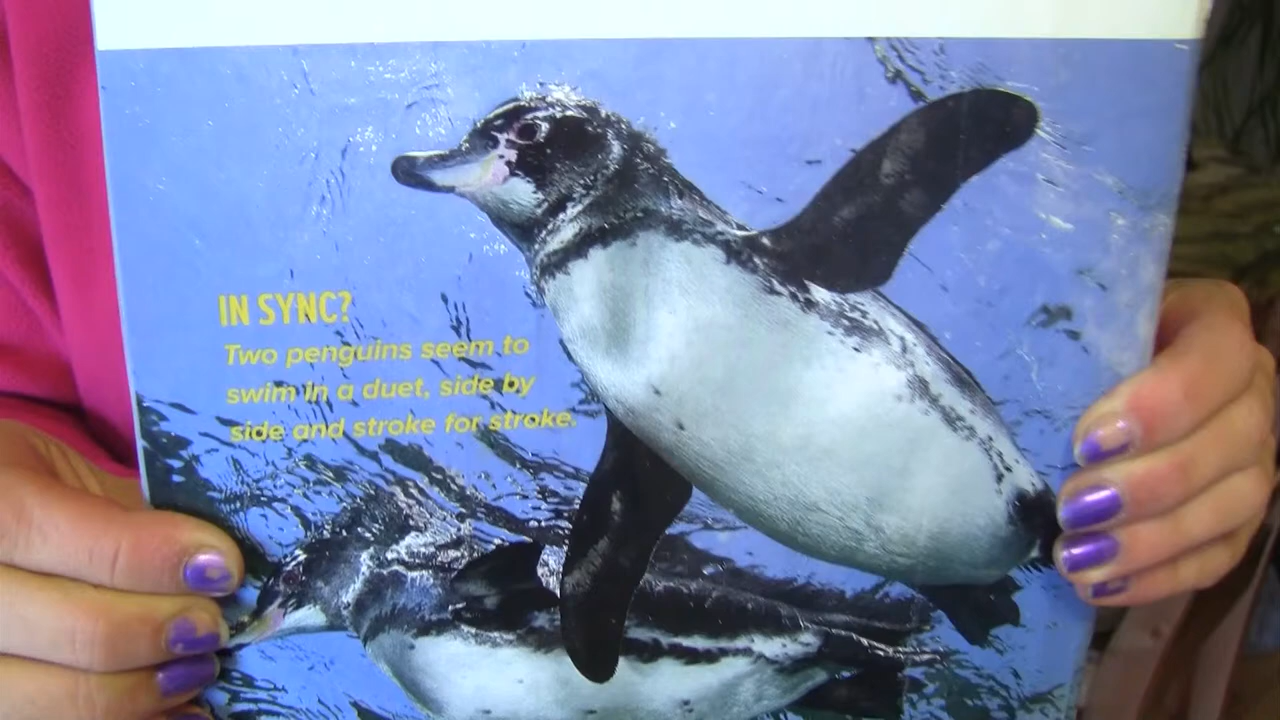 IN SYNC?
Two penguins seem to
swim in a duet, side by
side and stroke for stroke.